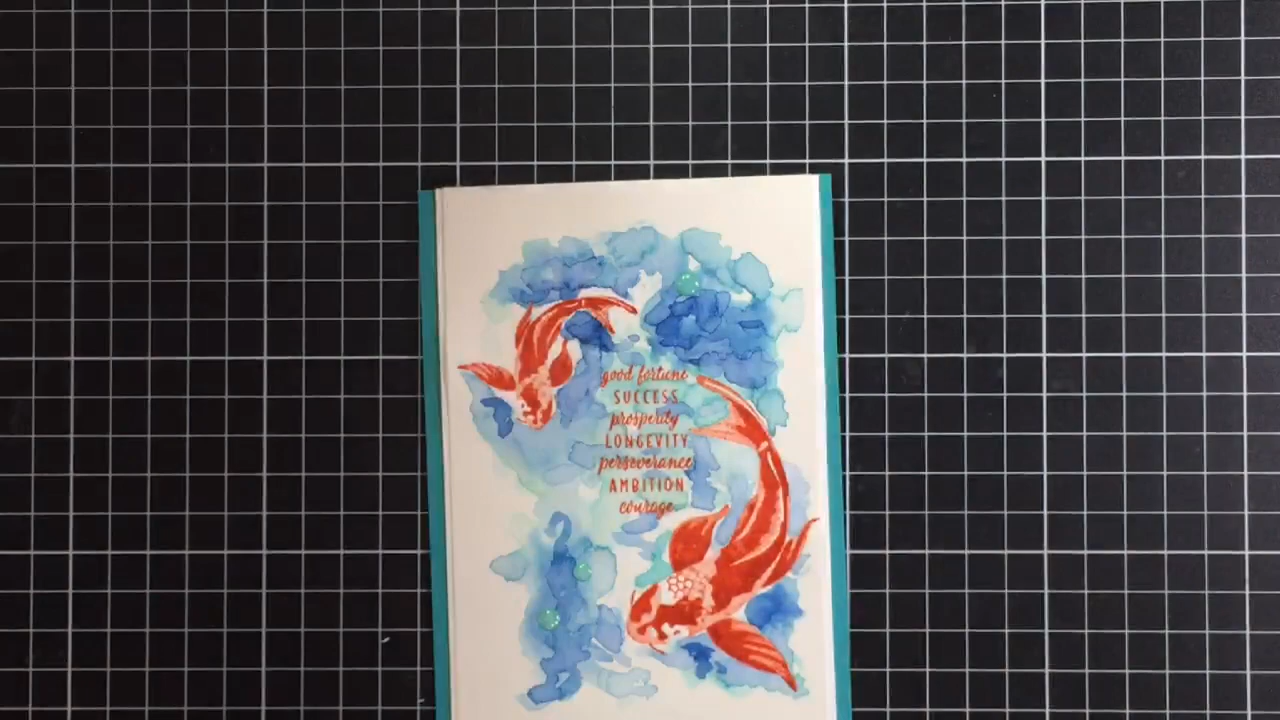 good fortune
SUCCESS
prosperity
LONGEVITY
perseverance
AMBITION
courage